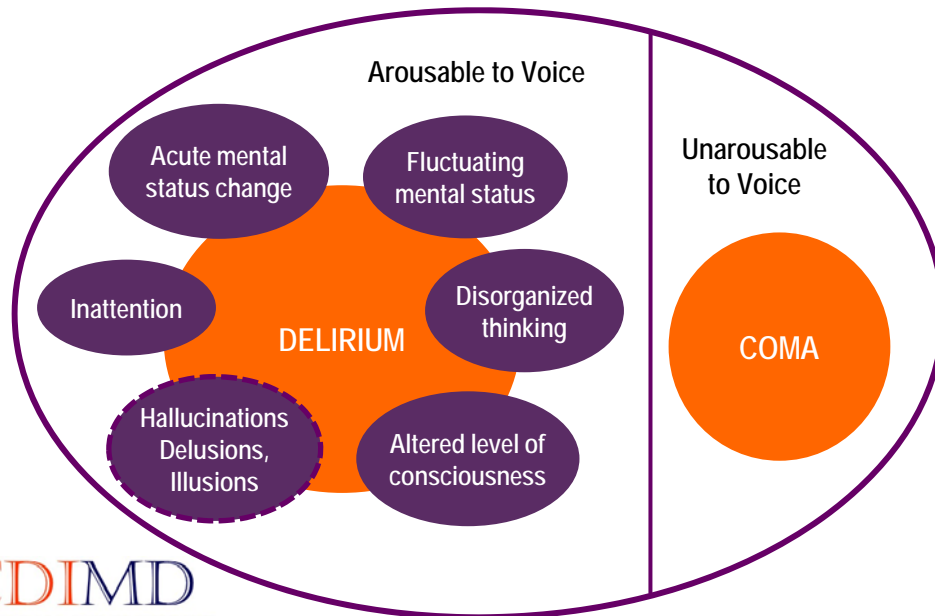 Arousable to Voice
Acute mental
status change
Fluctuating
mental status
Unarousable
to Voice
Inattention
Disorganized
thinking
DELIRIUM
COMA
Hallucinations
Delusions,
Illusions
Altered level of
consciousness
CDIMD